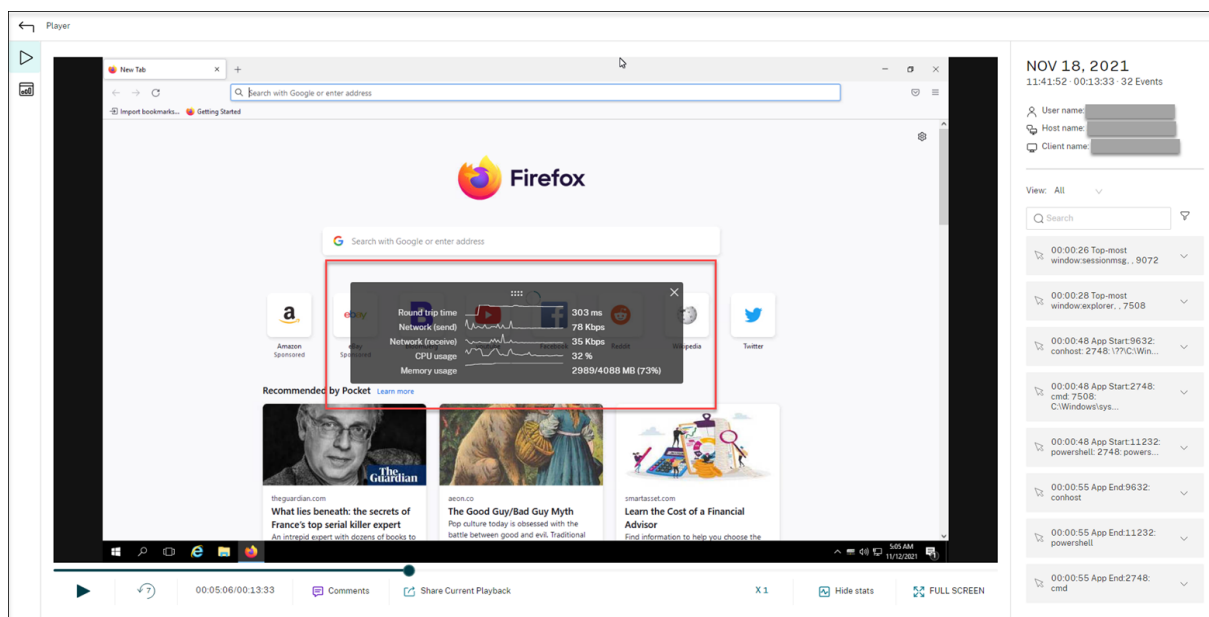 Player
New Tab
Search with Google or enter address
Import bookmarks...
Getting Started
Firefox
Search with Google or enter address
Round trip time 303 ms
Network (send) 78 Kbps
Network (receive) 35 Kbps
CPU usage 32 %
Memory usage 2989/4088 MB (73%)
a
ebay
B
Amazon
Sponsored
eBay
Sponsored
Facebook
Reddit
Wikipedia
Twitter
Recommended by Pocket Learn more
The
Guardian
theguardian.com
What lies beneath: the secrets of
France's top serial killer expert
An intrepid expert with dozens of books to
aeon.co
The Good Guy/Bad Guy Myth
Pop culture today is obsessed with the
battle between good and evil. Traditional
smartasset.com
Learn the Cost of a Financial
Advisor
Find information to help you choose the
5:05 AM
11/12/2021
7
00:05:06/00:13:33
Comments
Share Current Playback
X 1
Hide stats
FULL SCREEN
NOV 18, 2021
11:41:52 · 00:13:33 · 32 Events
User name:
Host name:
Client name:
View: All
Search
00:00:26 Top-most
window:sessionmsg, , 9072
00:00:28 Top-most
window:explorer, , 7508
00:00:48 App Start:9632:
conhost: 2748: \??\C:\Win...
00:00:48 App Start:2748:
cmd: 7508:
C:\Windows\sys...
00:00:48 App Start:11232:
powershell: 2748: powers...
00:00:55 App End:9632:
conhost
00:00:55 App End:11232:
powershell
00:00:55 App End:2748:
cmd